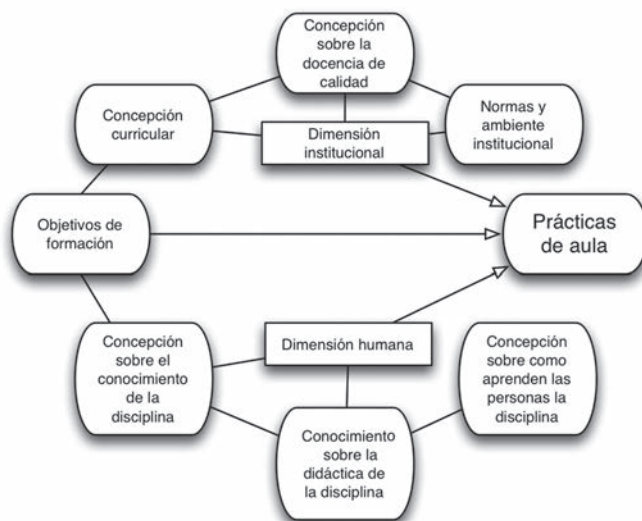 Concepción
sobre la
docencia de
calidad
Concepción
curricular
Dimensión
institucional
Normas y
ambiente
institucional
Objetivos de
formación
Prácticas
de aula
Concepción
sobre el
conocimiento
de la
disciplina
Dimensión humana
Concepción
sobre como
aprenden las
personas la
disciplina
Conocimiento
sobre la
didáctica de
la disciplina